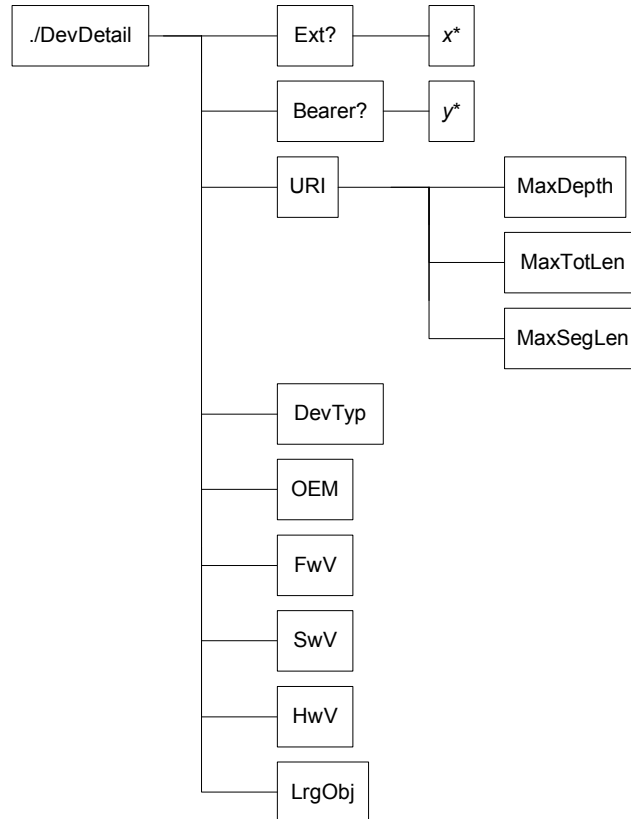 ./DevDetail
Ext?
x*
Bearer?
y*
URI
MaxDepth
MaxTotLen
MaxSegLen
DevTyp
OEM
FwV
SwV
HwV
LrgObj